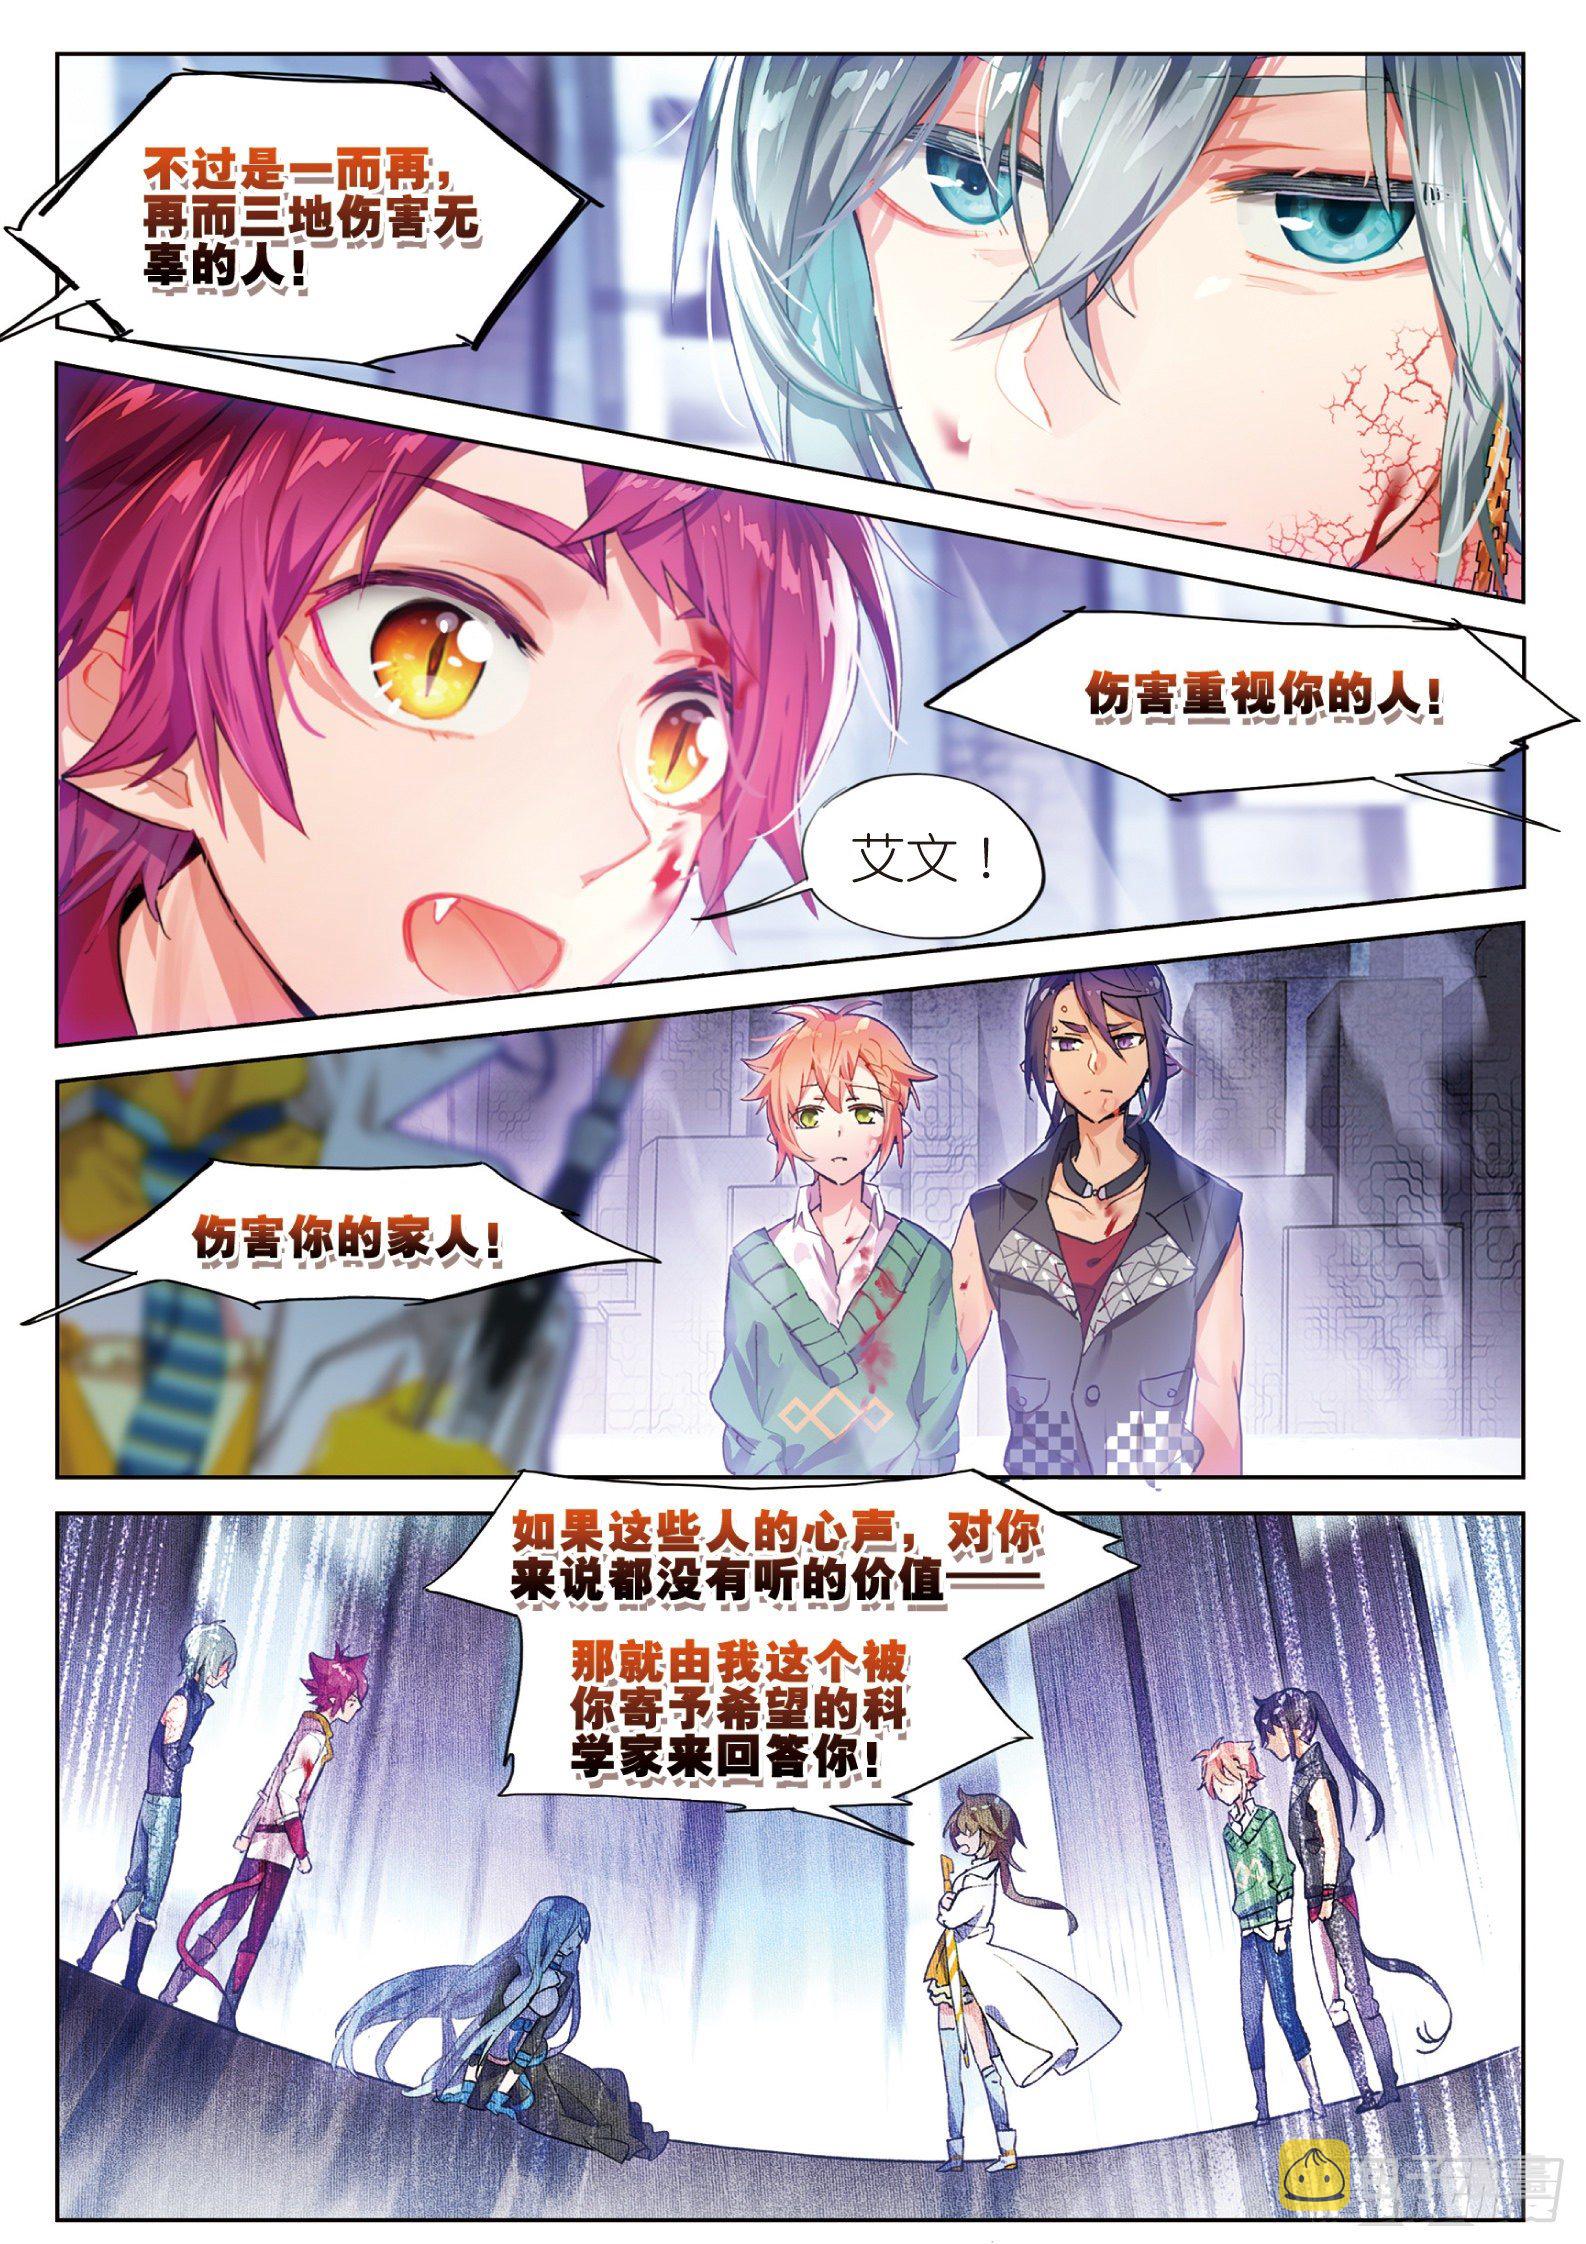 不过是一而再，
再而三地伤害无
辜的人！
伤害重视你的人！
艾文！
伤害你的家人！
如果这些人的心声，对你
来说都没有听的价值——
那就由我这个被
你寄予希望的科
学家来回答你！